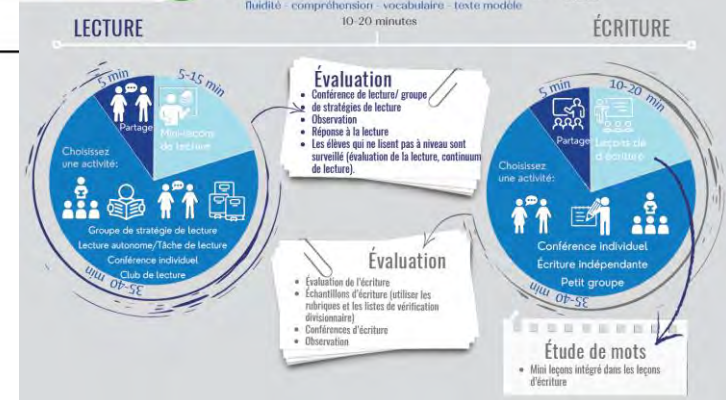 fluidité - compréhension - vocabulaire - texte modèle
10-20 minutes
LECTURE
ÉCRITURE
5 min
5-15 min
Partage
Mini-leçons
de lecture
Choisissez
une activité:
Groupe de stratégie de lecture
Lecture autonome/Tâche de lecture
Conférence individuel
Club de lecture
35-40 min
Évaluation
Conférence de lecture/ groupe
de stratégies de lecture
Observation
Réponse à la lecture
Les élèves qui ne lisent pas à niveau sont
surveillé (évaluation de la lecture, continuum
de lecture).
5 min
10-20 min
Partage
Leçons clé
d'écriture
Choisissez
une activité:
Conférence individuel
Écriture indépendante
Petit groupe
35-40 min
Évaluation
Évaluation de l'écriture
Échantillons d'écriture (utiliser les
rubriques et les listes de vérification
divisionnaire)
Conférences d'écriture
Observation
Étude de mots
Mini leçons intégré dans les leçons
d'écriture